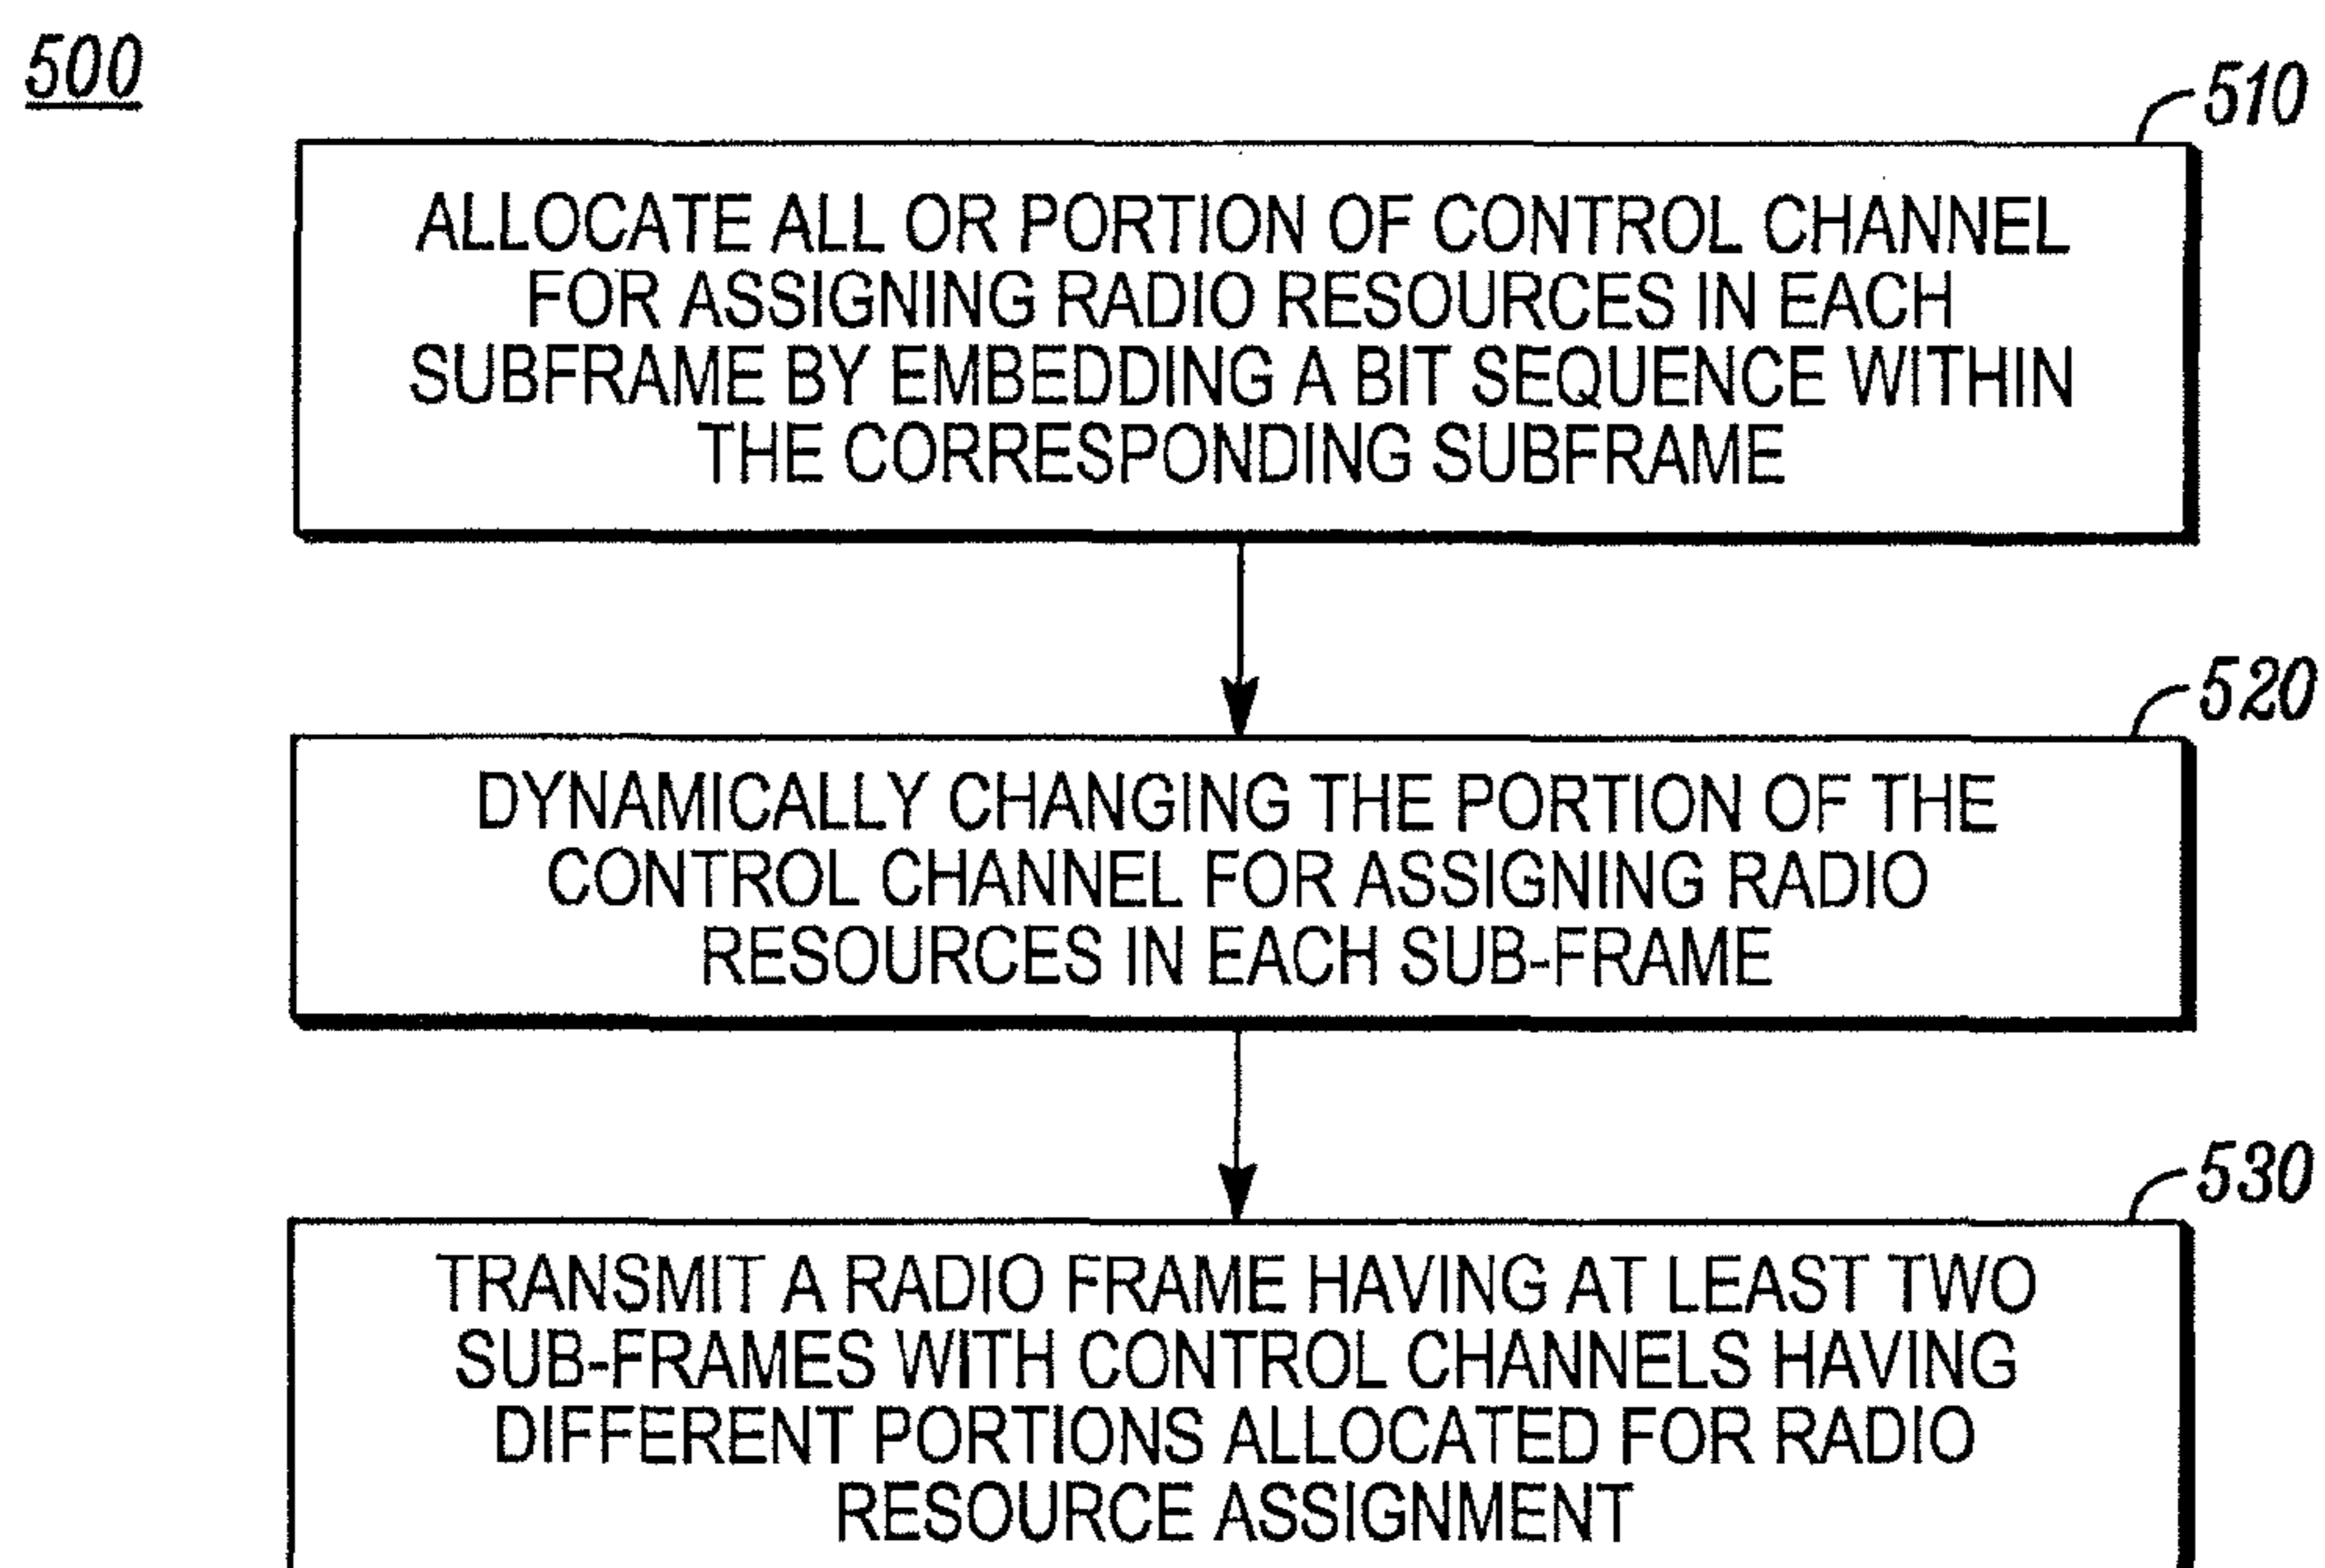 500
510
ALLOCATE ALL OR PORTION OF CONTROL CHANNEL
FOR ASSIGNING RADIO RESOURCES IN EACH
SUBFRAME BY EMBEDDING A BIT SEQUENCE WITHIN
THE CORRESPONDING SUBFRAME
520
DYNAMICALLY CHANGING THE PORTION OF THE
CONTROL CHANNEL FOR ASSIGNING RADIO
RESOURCES IN EACH SUB-FRAME
530
TRANSMIT A RADIO FRAME HAVING AT LEAST TWO
SUB-FRAMES WITH CONTROL CHANNELS HAVING
DIFFERENT PORTIONS ALLOCATED FOR RADIO
RESOURCE ASSIGNMENT